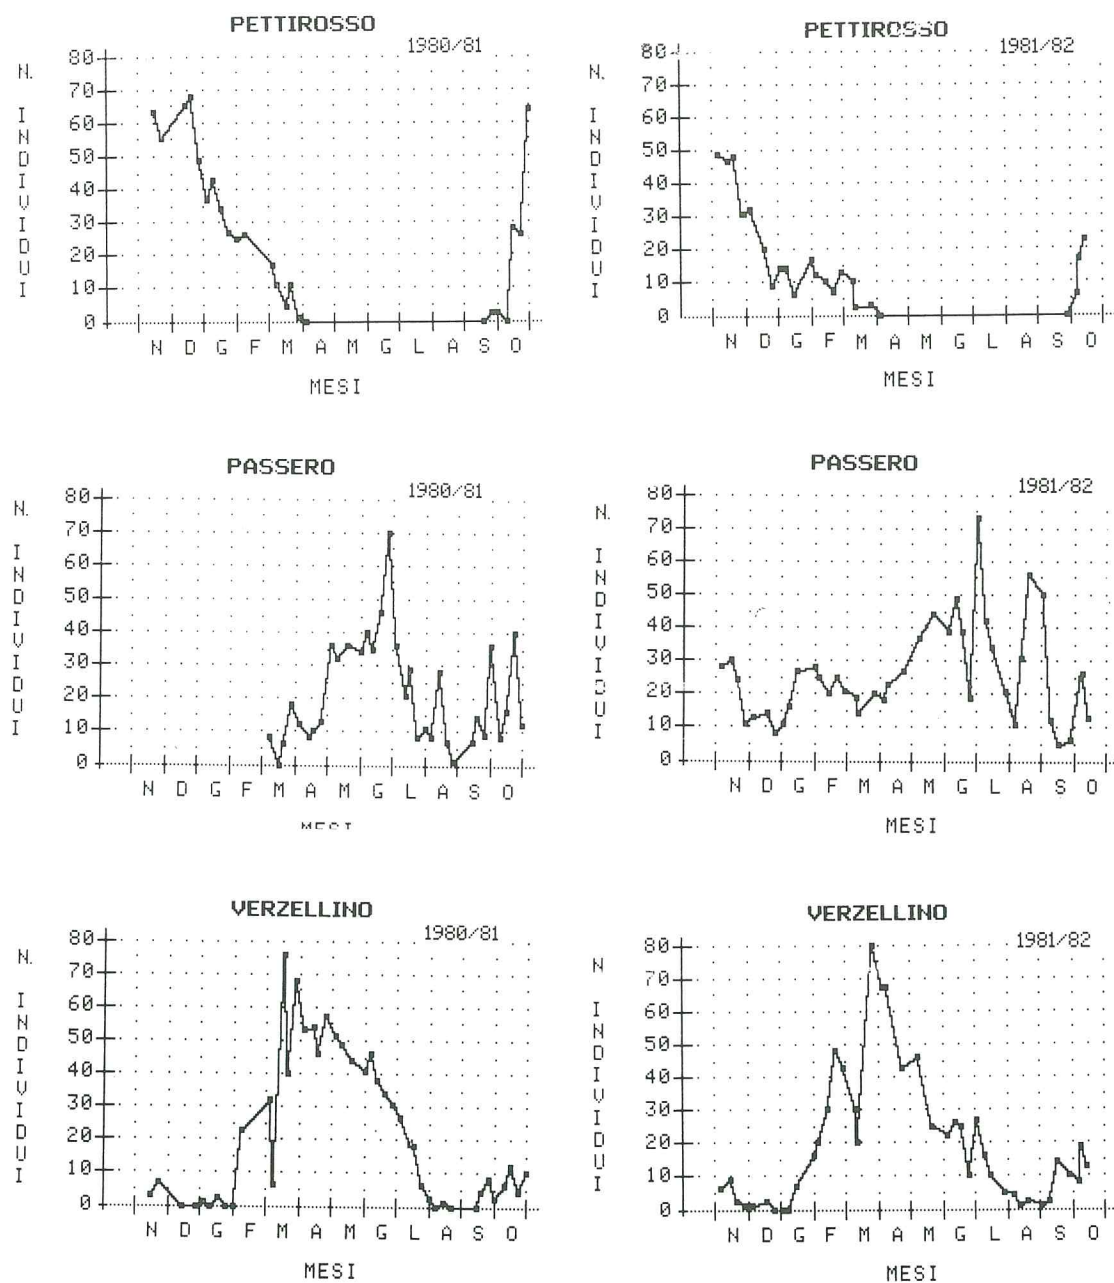 PETTIROSSO
1980/81
N. INDIVIDUI
80
70
60
50
40
30
20
10
0
N D G F M A M G L A S O
MESI
PETTIROSSO
1981/82
N. INDIVIDUI
80
70
60
50
40
30
20
10
0
N D G F M A M G L A S O
MESI
PASSERO
1980/81
N. INDIVIDUI
80
70
60
50
40
30
20
10
0
N D G F M A M G L A S O
MESI
PASSERO
1981/82
N. INDIVIDUI
80
70
60
50
40
30
20
10
0
N D G F M A M G L A S O
MESI
VERZELLINO
1980/81
N. INDIVIDUI
80
70
60
50
40
30
20
10
0
N D G F M A M G L A S O
MESI
VERZELLINO
1981/82
N INDIVIDUI
80
70
60
50
40
30
20
10
0
N D G F M A M G L A S O
MESI